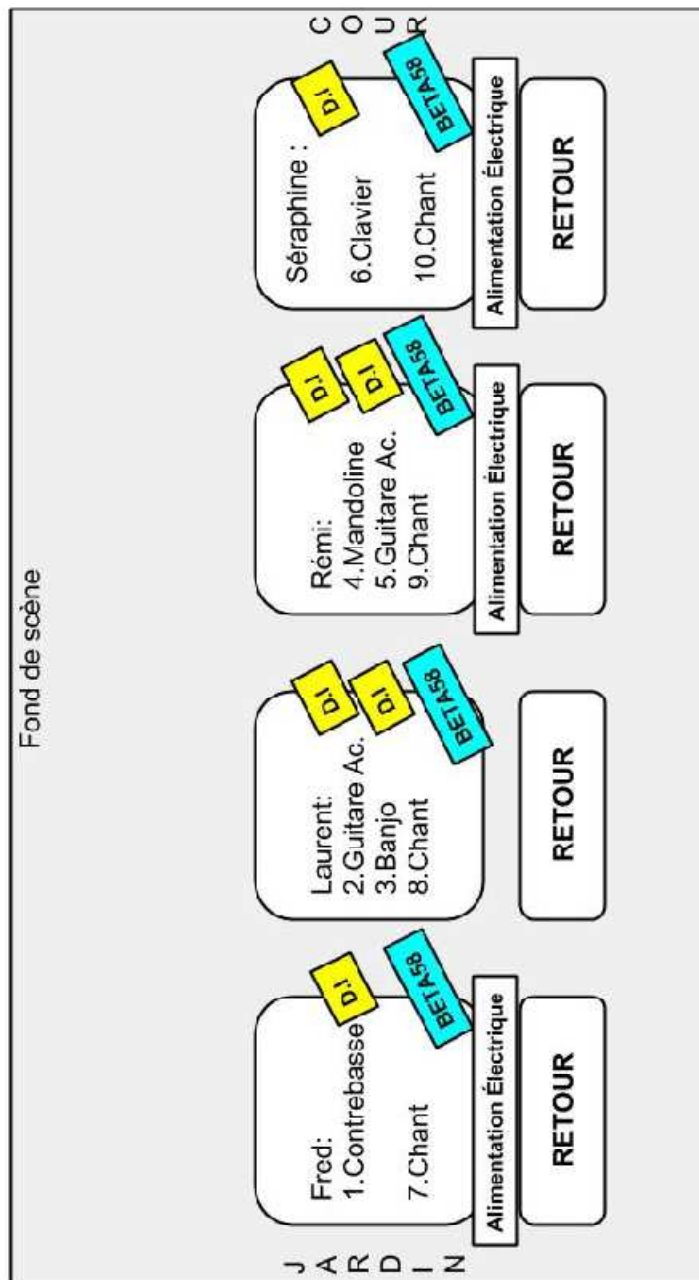 Fond de scène
JARDIN
COUR
Fred:
1.Contrebasse
7.Chant
D.I
BETA58
Alimentation Électrique
RETOUR
Laurent:
2.Guitare Ac.
3.Banjo
8.Chant
D.I
D.I
BETA58
RETOUR
Rémi:
4.Mandoline
5.Guitare Ac.
9.Chant
D.I
D.I
BETA58
Alimentation Électrique
RETOUR
Séraphine :
6.Clavier
10.Chant
D.I
BETA58
Alimentation Électrique
RETOUR